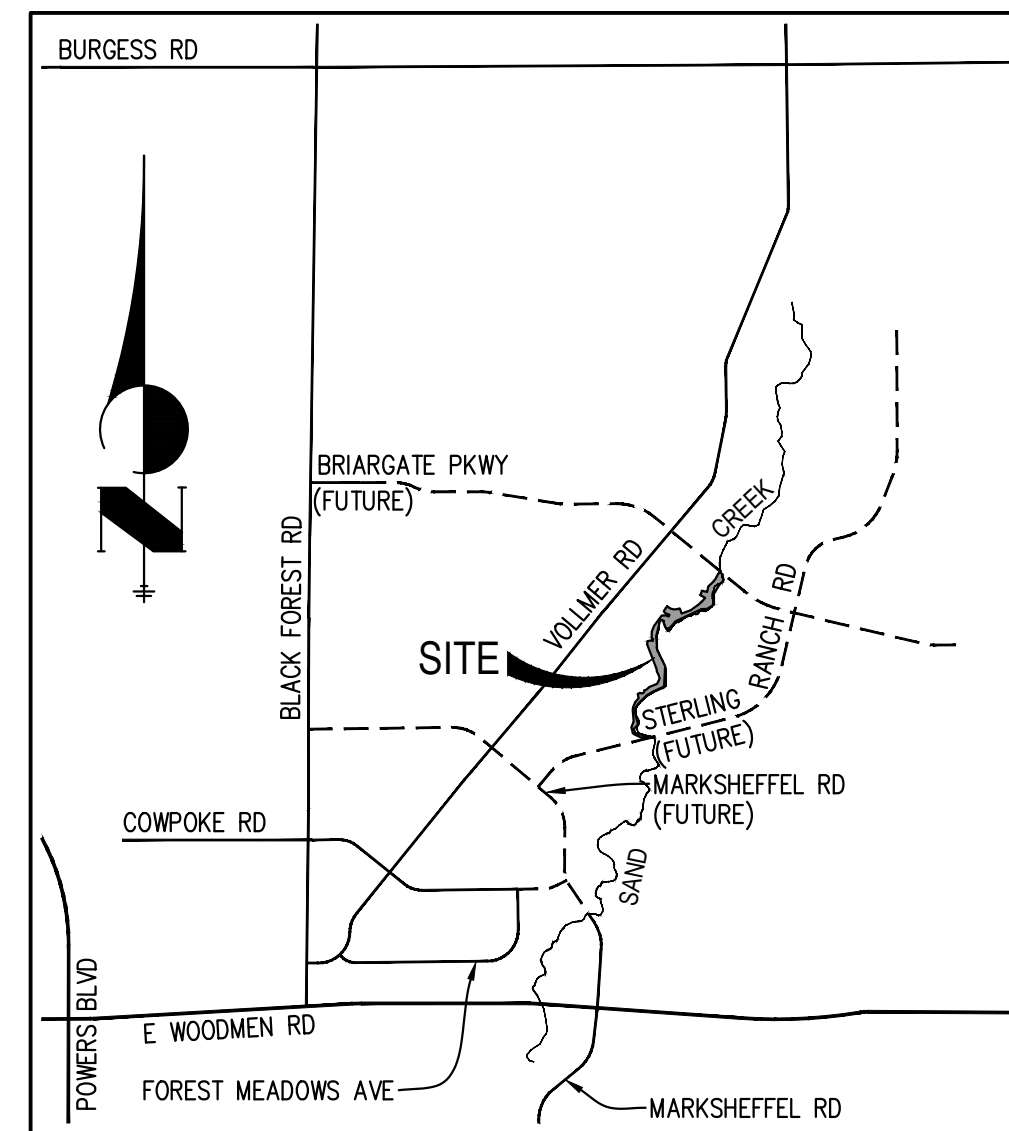 BURGESS RD
N
BRIARGATE PKWY
(FUTURE)
CREEK
BLACK FOREST RD
VOLLMER RD
RANCH RD
SITE
STERLING
(FUTURE)
MARKSHEFFEL RD
(FUTURE)
COWPOKE RD
SAND
POWERS BLVD
E WOODMEN RD
FOREST MEADOWS AVE
MARKSHEFFEL RD